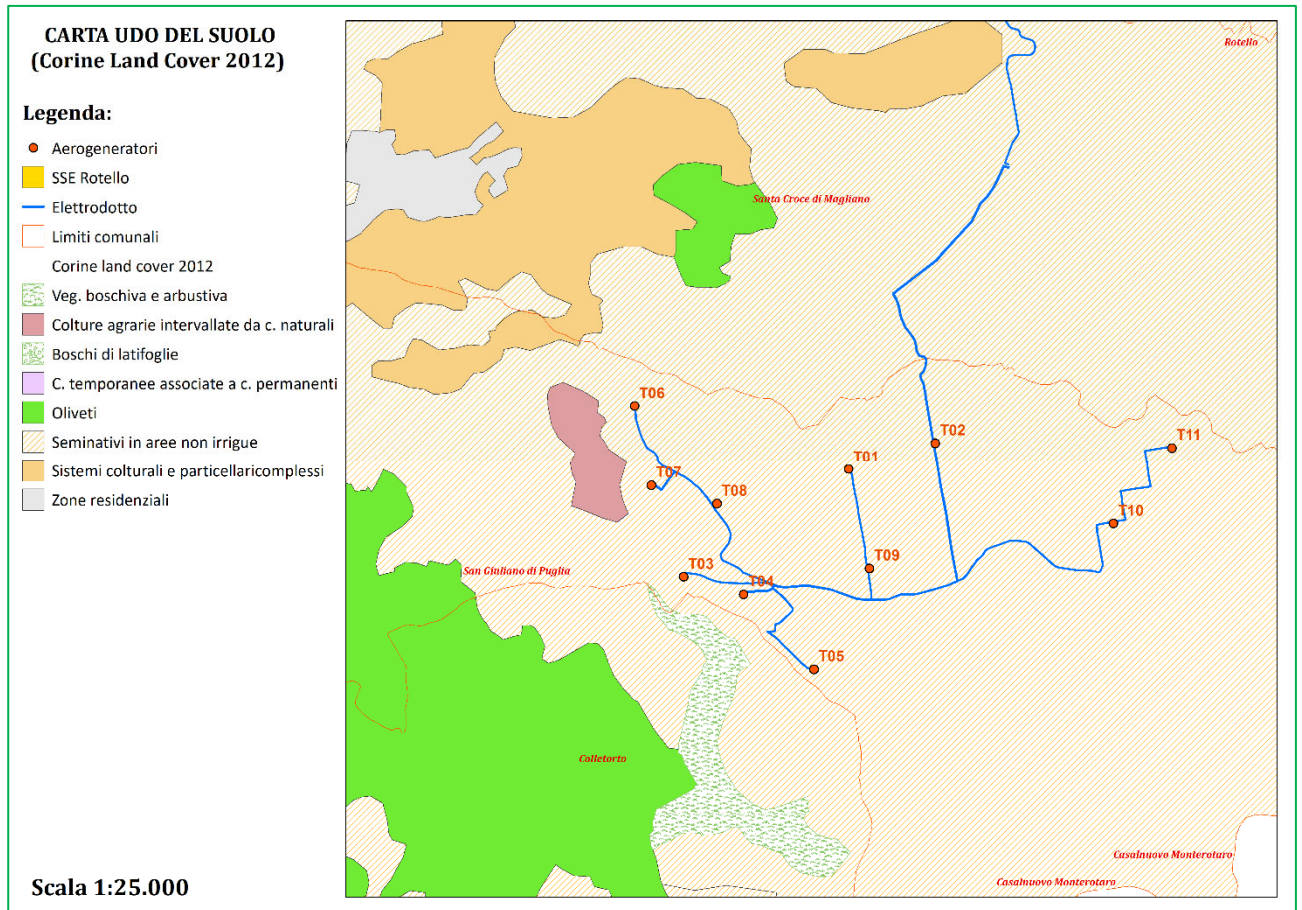 CARTA UDO DEL SUOLO
(Corine Land Cover 2012)
Legenda:
Aerogeneratori
SSE Rotello
Elettrodotto
Limiti comunali
Corine land cover 2012
Veg. boschiva e arbustiva
Colture agrarie intervallate da c. naturali
Boschi di latifoglie
C. temporanee associate a c. permanenti
Oliveti
Seminativi in aree non irrigue
Sistemi colturali e particellaricomplessi
Zone residenziali
Scala 1:25.000
Rotello
Santa Croce di Magliano
T06
T02
T11
T01
T07
T08
T10
T09
San Giuliano di Puglia
T03
T04
T05
Colletorto
Casalnuovo Monterotaro
Casalnuovo Monterotaro